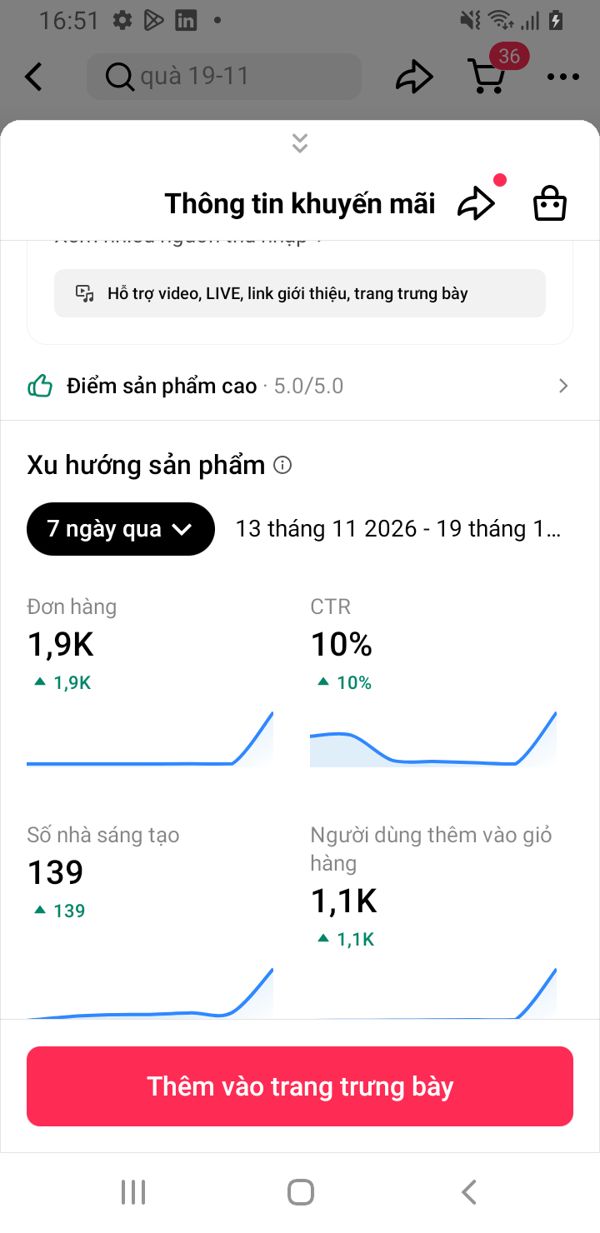 16:51
quà 19-11
36
Thông tin khuyến mãi
Hỗ trợ video, LIVE, link giới thiệu, trang trưng bày
Điểm sản phẩm cao · 5.0/5.0
Xu hướng sản phẩm
7 ngày qua
13 tháng 11 2026 - 19 tháng 1...
Đơn hàng
1,9K
1,9K
CTR
10%
10%
Số nhà sáng tạo
139
139
Người dùng thêm vào giỏ
hàng
1,1K
1,1K
Thêm vào trang trưng bày